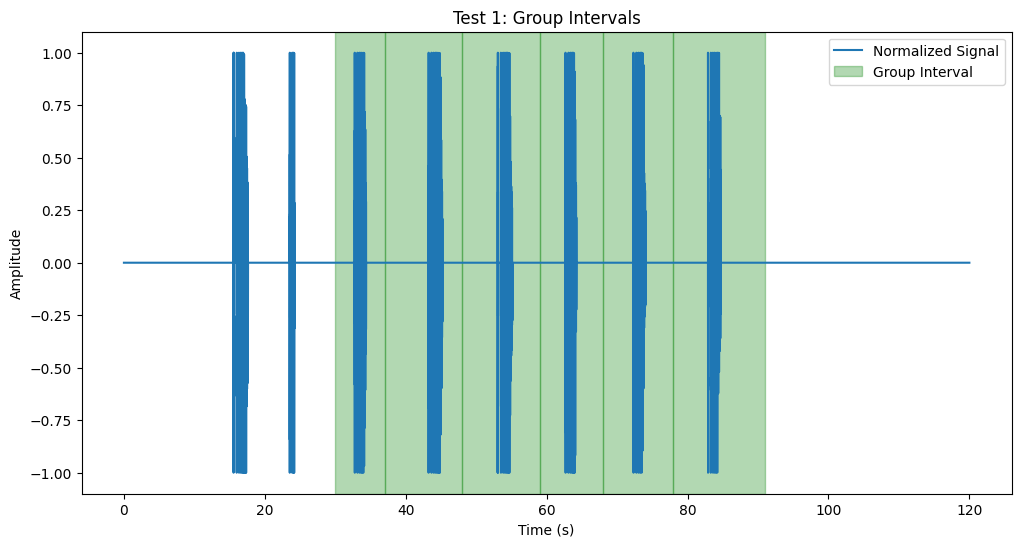 Test 1: Group Intervals
Normalized Signal
Group Interval
Amplitude
1.00
0.75
0.50
0.25
0.00
−0.25
−0.50
−0.75
−1.00
0 20 40 60 80 100 120
Time (s)